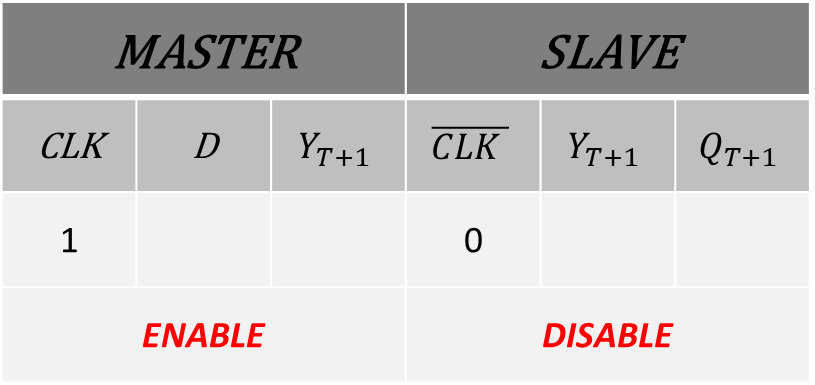 MASTER SLAVE
CLK D Y_{T+1} \overline{CLK} Y_{T+1} Q_{T+1}
1 0
ENABLE DISABLE